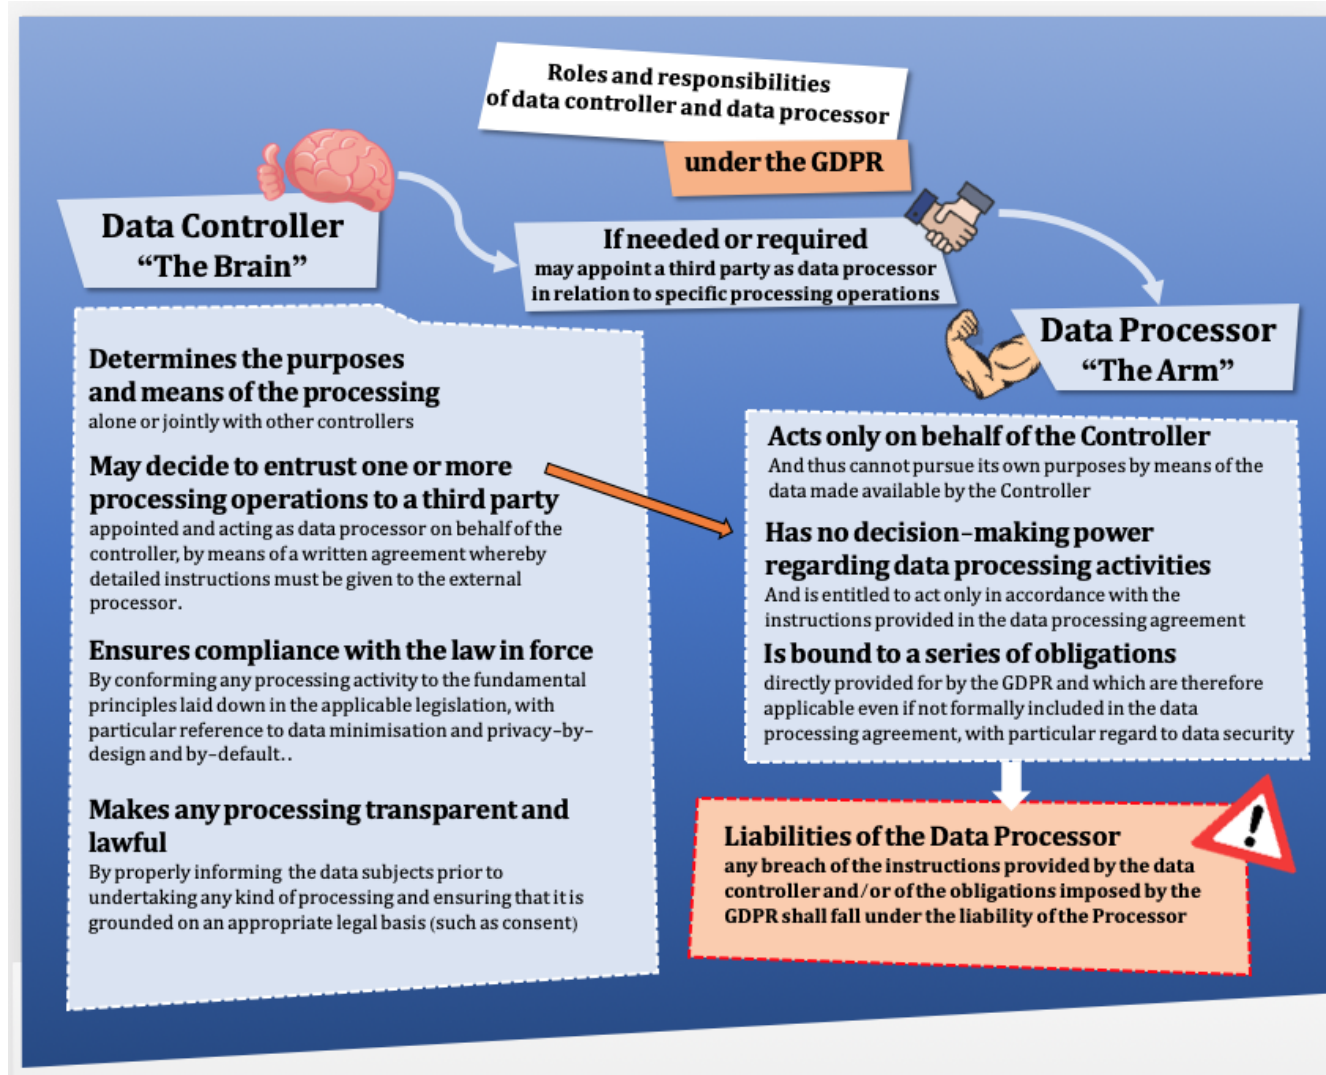 Roles and responsibilities
of data controller and data processor
under the GDPR
Data Controller
“The Brain”
If needed or required
may appoint a third party as data processor
in relation to specific processing operations
Data Processor
“The Arm”
Determines the purposes
and means of the processing
alone or jointly with other controllers
May decide to entrust one or more
processing operations to a third party
appointed and acting as data processor on behalf of the
controller, by means of a written agreement whereby
detailed instructions must be given to the external
processor.
Ensures compliance with the law in force
By conforming any processing activity to the fundamental
principles laid down in the applicable legislation, with
particular reference to data minimisation and privacy-by-
design and by-default..
Makes any processing transparent and
lawful
By properly informing the data subjects prior to
undertaking any kind of processing and ensuring that it is
grounded on an appropriate legal basis (such as consent)
Acts only on behalf of the Controller
And thus cannot pursue its own purposes by means of the
data made available by the Controller
Has no decision-making power
regarding data processing activities
And is entitled to act only in accordance with the
instructions provided in the data processing agreement
Is bound to a series of obligations
directly provided for by the GDPR and which are therefore
applicable even if not formally included in the data
processing agreement, with particular regard to data security
Liabilities of the Data Processor
any breach of the instructions provided by the data
controller and/or of the obligations imposed by the
GDPR shall fall under the liability of the Processor